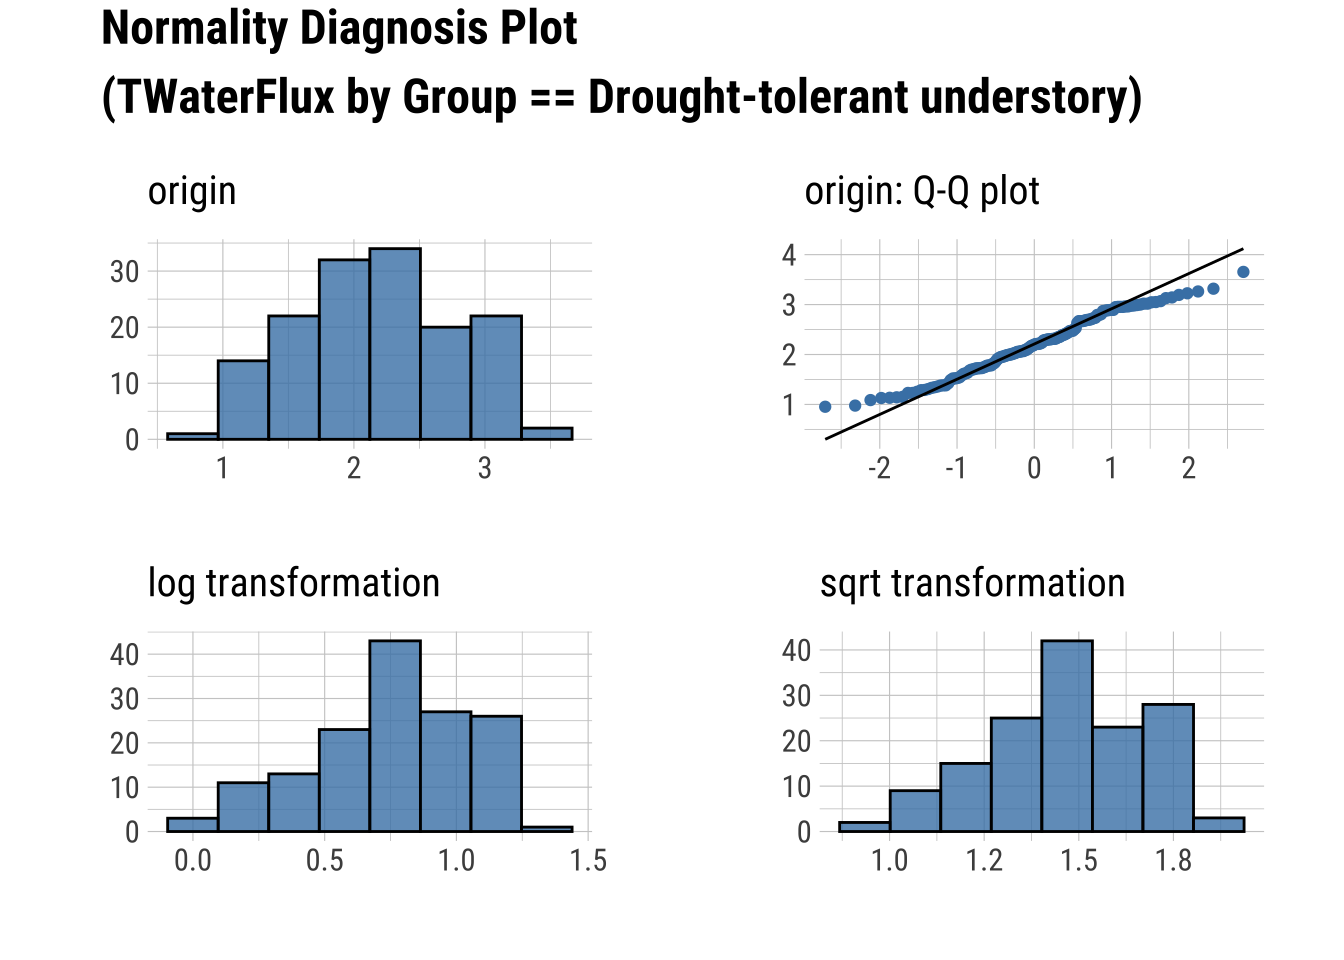 Normality Diagnosis Plot
(TWaterFlux by Group == Drought-tolerant understory)
origin
30
20
10
0
1 2 3
origin: Q-Q plot
4
3
2
1
-2 -1 0 1 2
log transformation
40
30
20
10
0
0.0 0.5 1.0 1.5
sqrt transformation
40
30
20
10
0
1.0 1.2 1.5 1.8